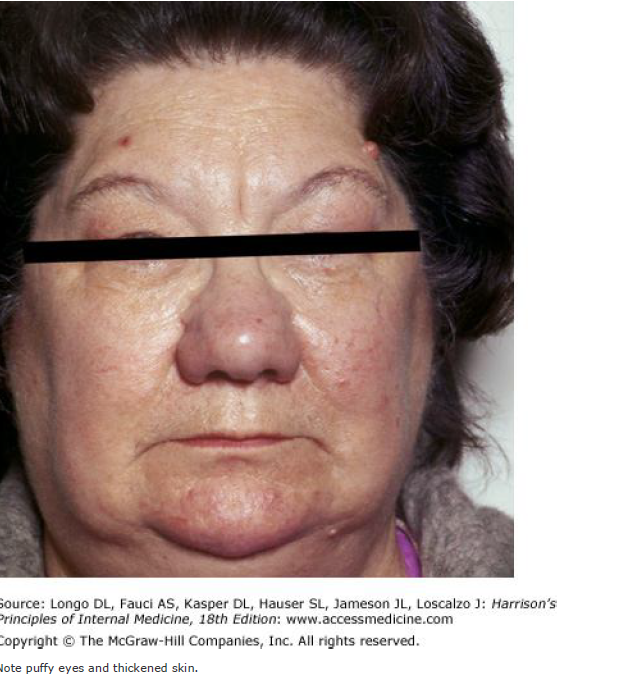 Source: Longo DL, Fauci AS, Kasper DL, Hauser SL, Jameson JL, Loscalzo J: Harrison's
Principles of Internal Medicine, 18th Edition: www.accessmedicine.com
Copyright © The McGraw-Hill Companies, Inc. All rights reserved.
Note puffy eyes and thickened skin.